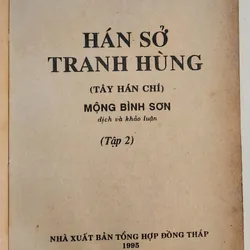 HÁN SỞ
TRANH HÙNG
(TÂY HÁN CHÍ)
MỘNG BÌNH SƠN
dịch và khảo luận
(Tập 2)
NHÀ XUẤT BẢN TỔNG HỢP ĐỒNG THÁP
1995